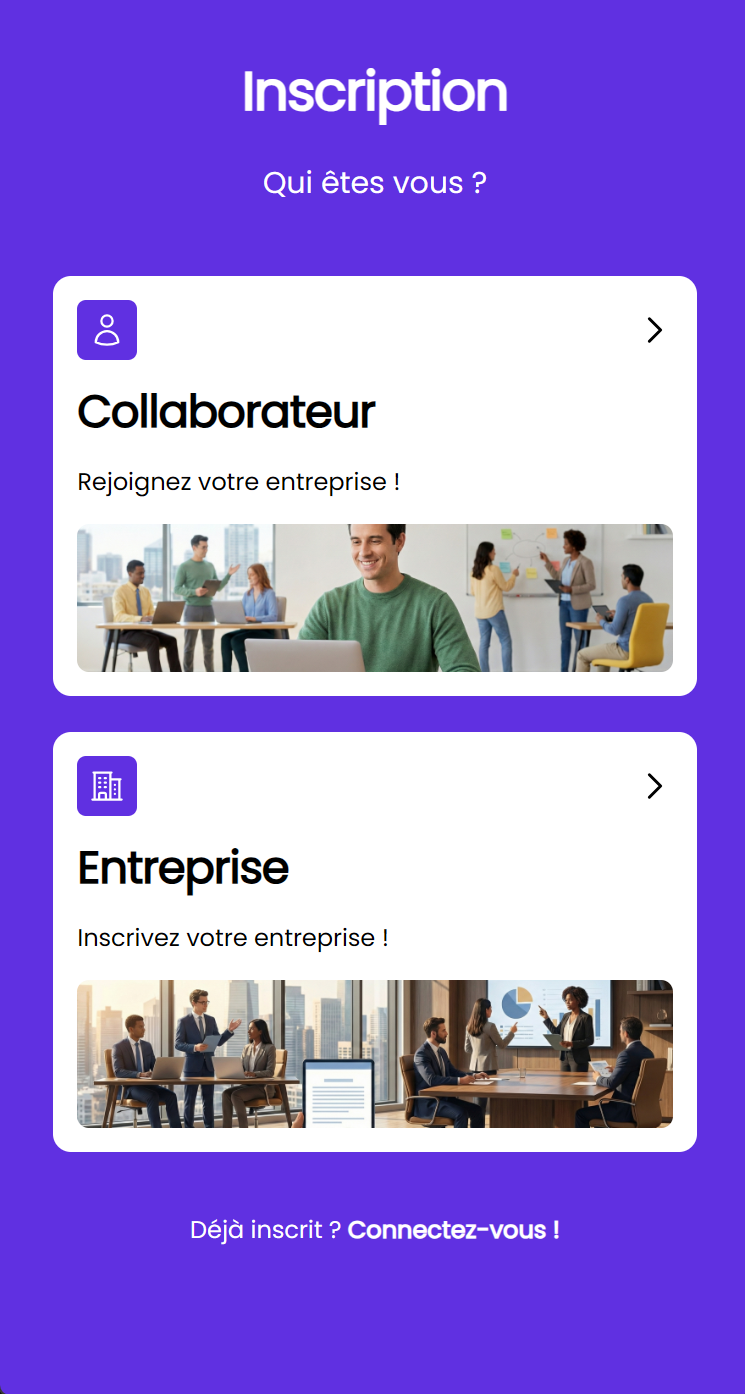 Inscription
Qui êtes vous ?
Collaborateur
Rejoignez votre entreprise !
Entreprise
Inscrivez votre entreprise !
Déjà inscrit ? Connectez-vous !